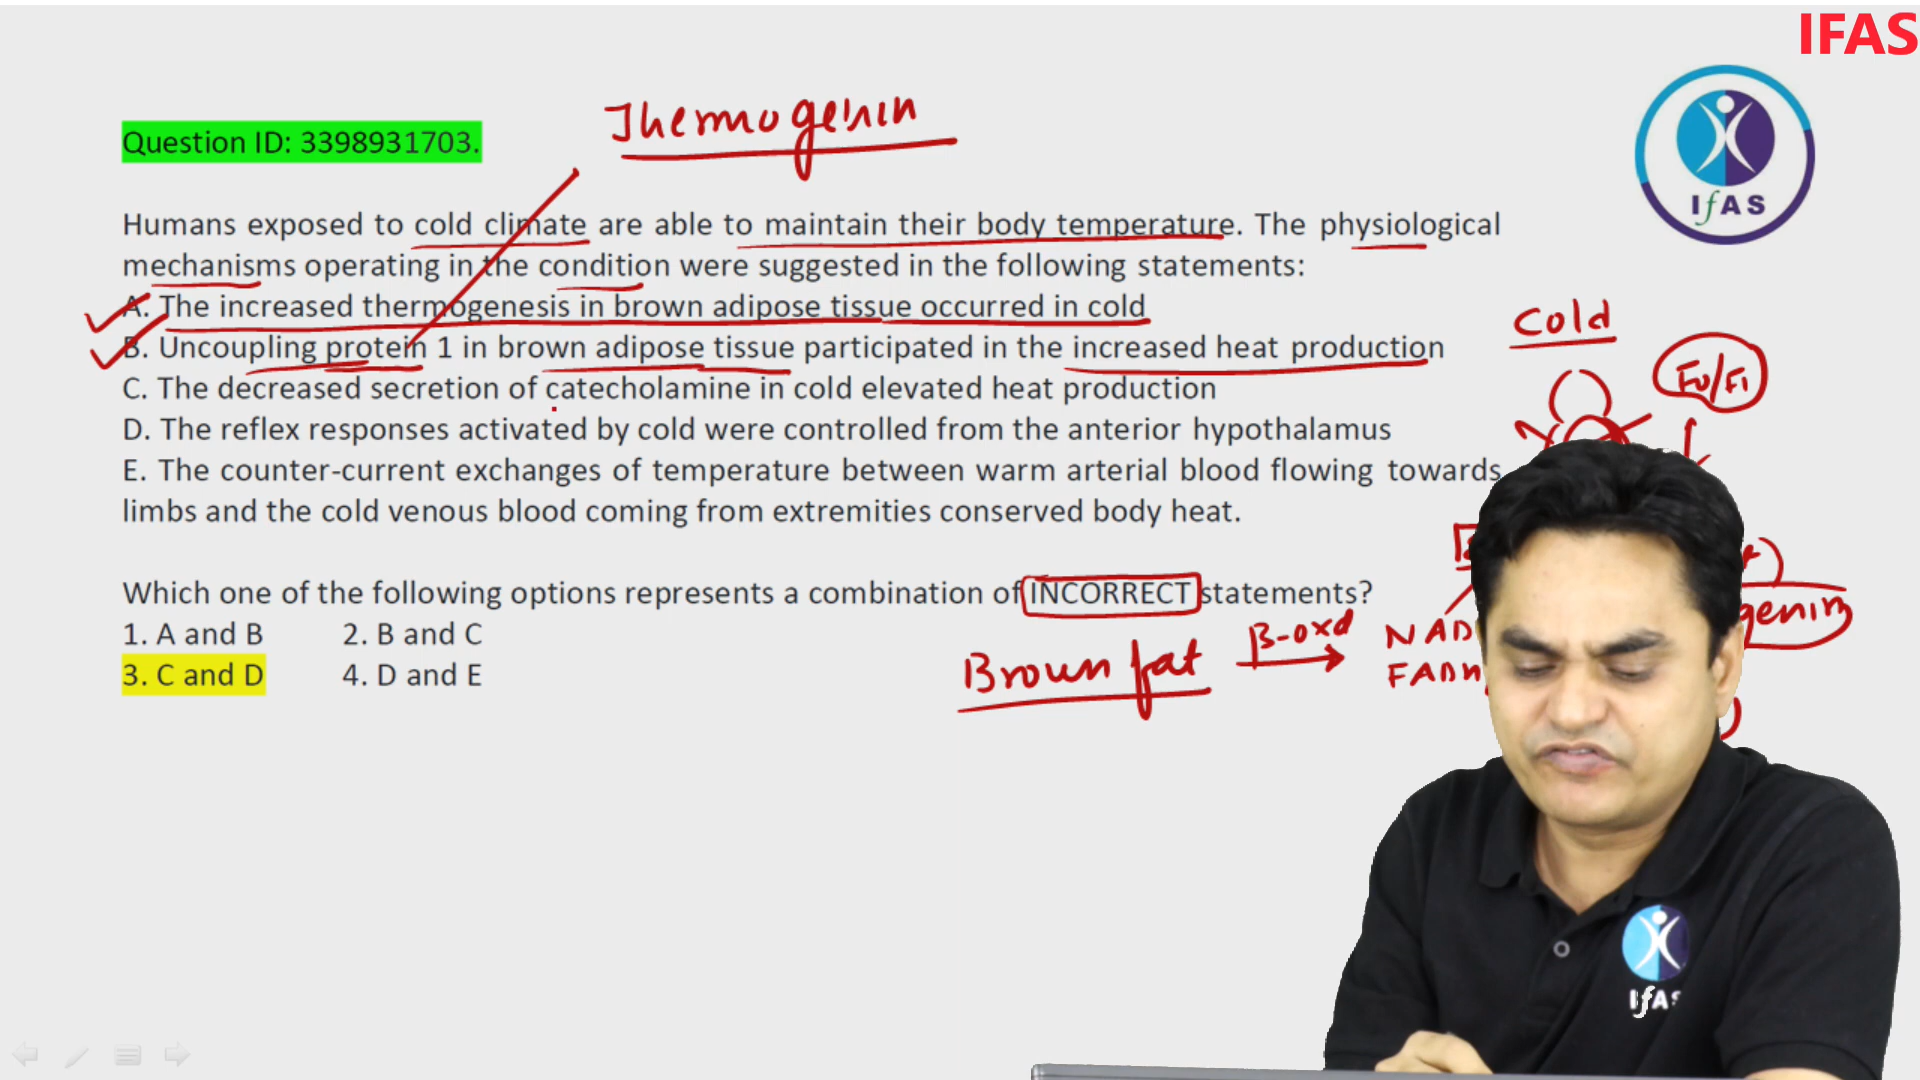 IFAS
Thermogenin
Question ID: 3398931703.
IfAS
Humans exposed to cold climate are able to maintain their body temperature. The physiological
mechanisms operating in the condition were suggested in the following statements:
A. The increased thermogenesis in brown adipose tissue occurred in cold
B. Uncoupling protein 1 in brown adipose tissue participated in the increased heat production
C. The decreased secretion of catecholamine in cold elevated heat production
D. The reflex responses activated by cold were controlled from the anterior hypothalamus
E. The counter-current exchanges of temperature between warm arterial blood flowing towards
limbs and the cold venous blood coming from extremities conserved body heat.
Cold
F0/F1
Which one of the following options represents a combination of INCORRECT statements?
1. A and B 2. B and C
3. C and D 4. D and E
Brown fat β-oxd NAD
FADH
genin
IfAS